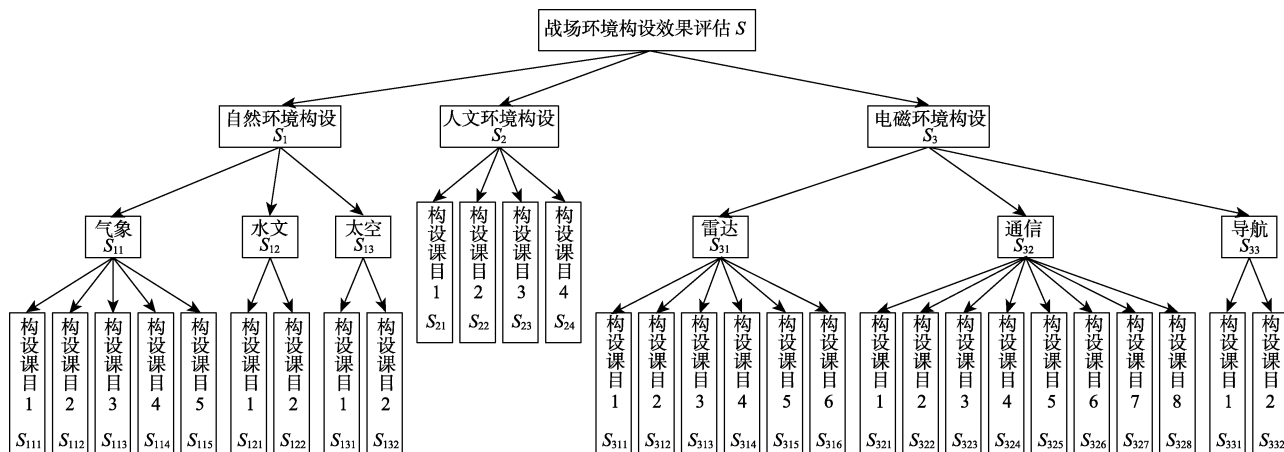 战场环境构设效果评估 S
自然环境构设
S₁
人文环境构设
S₂
电磁环境构设
S₃
气象
S₁₁
水文
S₁₂
太空
S₁₃
构设课目1 S₂₁
构设课目2 S₂₂
构设课目3 S₂₃
构设课目4 S₂₄
雷达
S₃₁
通信
S₃₂
导航
S₃₃
构设课目1 S₁₁₁
构设课目2 S₁₁₂
构设课目3 S₁₁₃
构设课目4 S₁₁₄
构设课目5 S₁₁₅
构设课目1 S₁₂₁
构设课目2 S₁₂₂
构设课目1 S₁₃₁
构设课目2 S₁₃₂
构设课目1 S₃₁₁
构设课目2 S₃₁₂
构设课目3 S₃₁₃
构设课目4 S₃₁₄
构设课目5 S₃₁₅
构设课目6 S₃₁₆
构设课目1 S₃₂₁
构设课目2 S₃₂₂
构设课目3 S₃₂₃
构设课目4 S₃₂₄
构设课目5 S₃₂₅
构设课目6 S₃₂₆
构设课目7 S₃₂₇
构设课目8 S₃₂₈
构设课目1 S₃₃₁
构设课目2 S₃₃₂